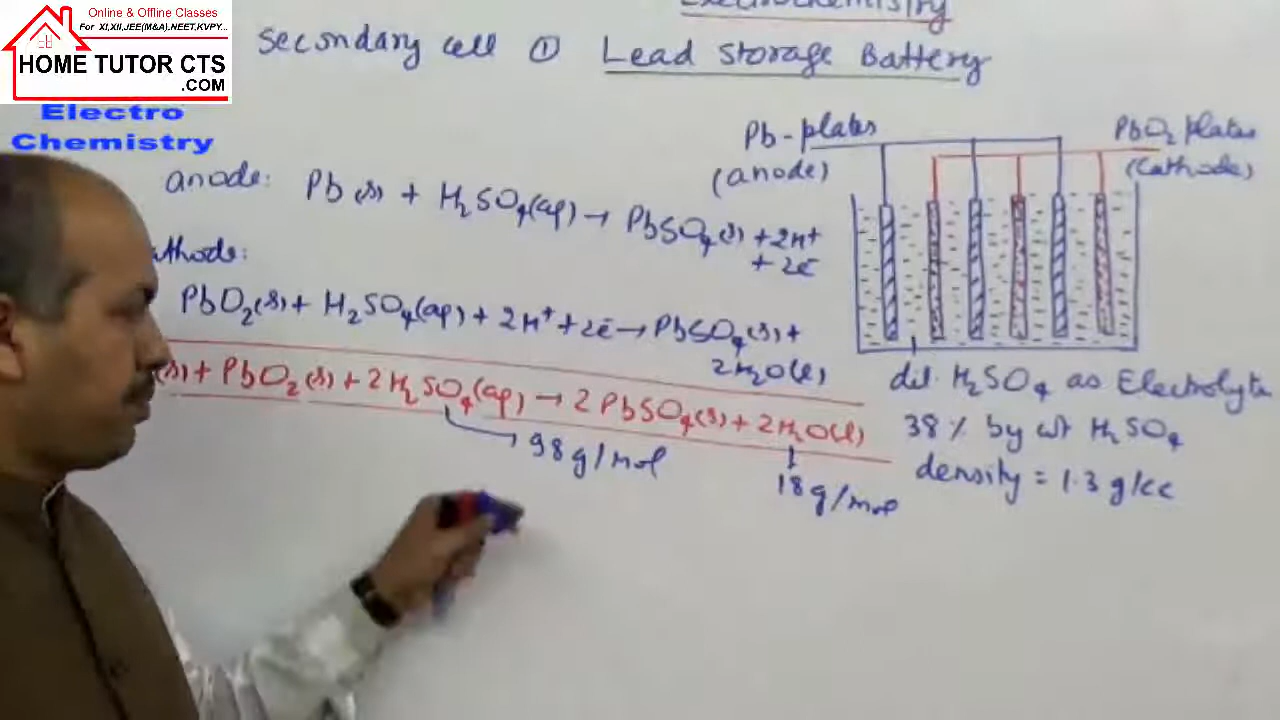 Online & Offline Classes
For XI,XII,JEE(M&A),NEET,KVPY...
HOME TUTOR CTS
.COM
Electro
Chemistry
Electrochemistry
Secondary cell ① Lead Storage Battery
Pb-plates
(anode)
PbO₂ plates
(Cathode)
anode: Pb(s) + H₂SO₄(aq) → PbSO₄(s) + 2H⁺
+ 2e⁻
athode:
PbO₂(s) + H₂SO₄(aq) + 2H⁺ + 2e⁻ → PbSO₄(s) +
2H₂O(l)
(s) + PbO₂(s) + 2H₂SO₄(aq) → 2PbSO₄(s) + 2H₂O(l)
98 g/mol
18 g/mol
dil. H₂SO₄ as Electrolyte
38 % by wt H₂SO₄
density = 1.3 g/cc